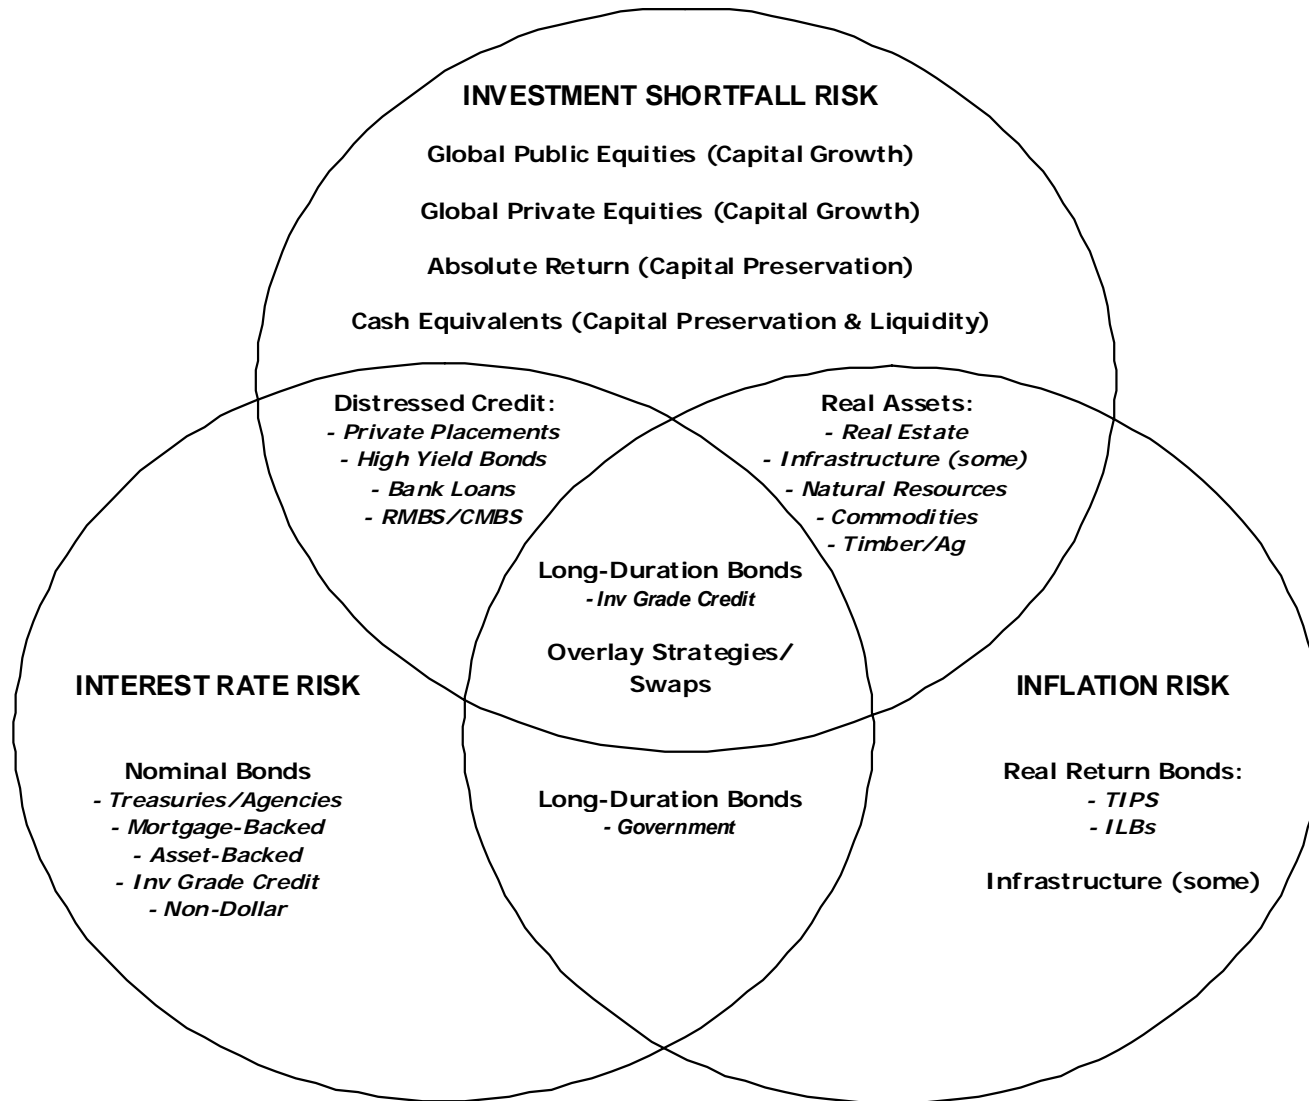 INVESTMENT SHORTFALL RISK
Global Public Equities (Capital Growth)
Global Private Equities (Capital Growth)
Absolute Return (Capital Preservation)
Cash Equivalents (Capital Preservation & Liquidity)
Distressed Credit:
- Private Placements
- High Yield Bonds
- Bank Loans
- RMBS/CMBS
Real Assets:
- Real Estate
- Infrastructure (some)
- Natural Resources
- Commodities
- Timber/Ag
Long-Duration Bonds
- Inv Grade Credit
Overlay Strategies/
Swaps
INTEREST RATE RISK
Nominal Bonds
- Treasuries/Agencies
- Mortgage-Backed
- Asset-Backed
- Inv Grade Credit
- Non-Dollar
Long-Duration Bonds
- Government
INFLATION RISK
Real Return Bonds:
- TIPS
- ILBs
Infrastructure (some)